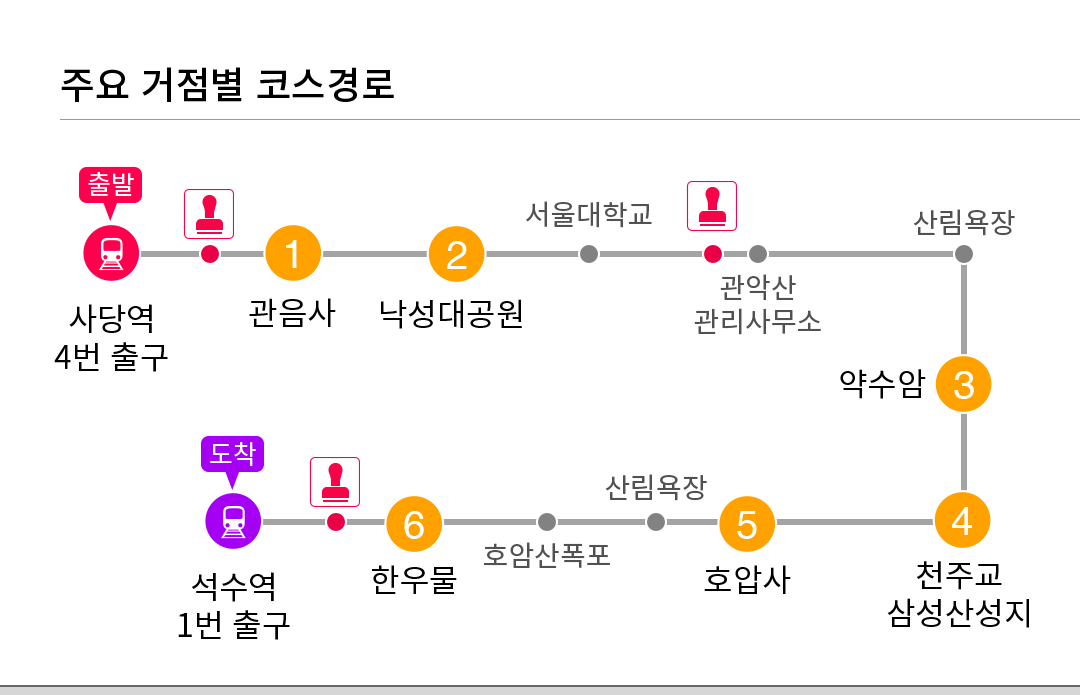 주요 거점별 코스경로
출발
사당역
4번 출구
1
관음사
2
낙성대공원
서울대학교
관악산
관리사무소
산림욕장
3
약수암
4
천주교
삼성산성지
5
호압사
산림욕장
호암산폭포
6
한우물
도착
석수역
1번 출구